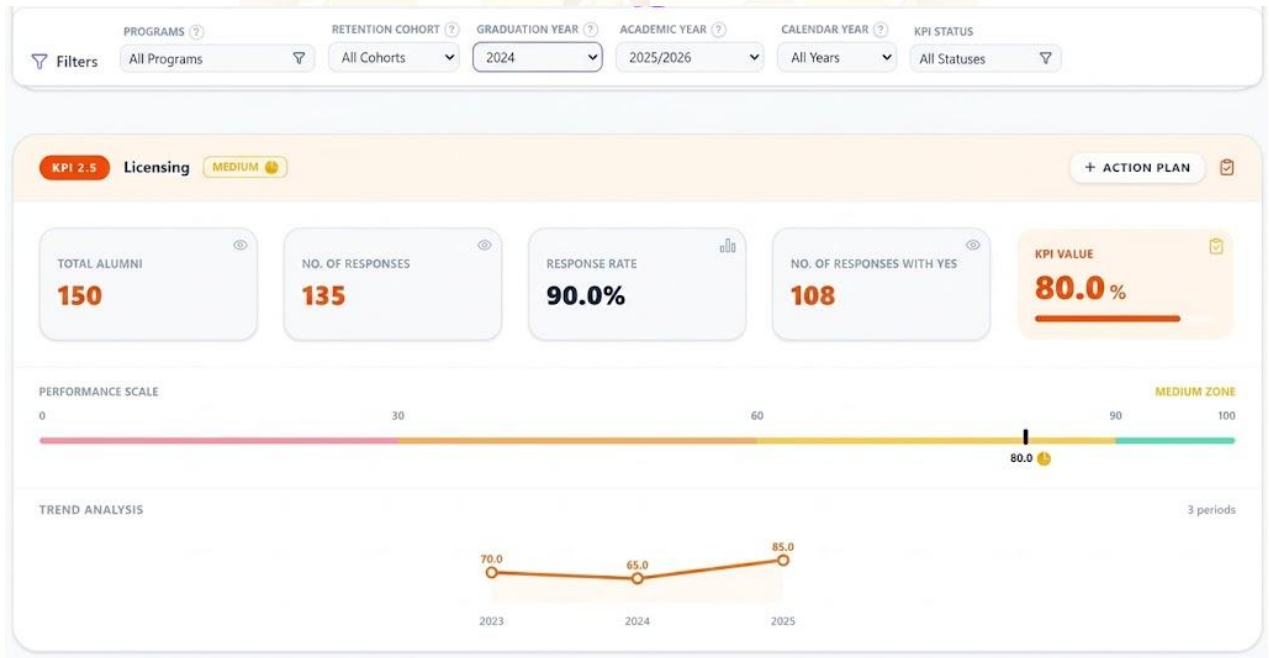 PROGRAMS ?
RETENTION COHORT ?
GRADUATION YEAR ?
ACADEMIC YEAR ?
CALENDAR YEAR ?
KPI STATUS
Filters
All Programs
All Cohorts
2024
2025/2026
All Years
All Statuses
KPI 2.5
Licensing
MEDIUM
+ ACTION PLAN
TOTAL ALUMNI
150
NO. OF RESPONSES
135
RESPONSE RATE
90.0%
NO. OF RESPONSES WITH YES
108
KPI VALUE
80.0 %
PERFORMANCE SCALE
MEDIUM ZONE
0 30 60 90 100
80.0
TREND ANALYSIS
3 periods
70.0 65.0 85.0
2023 2024 2025